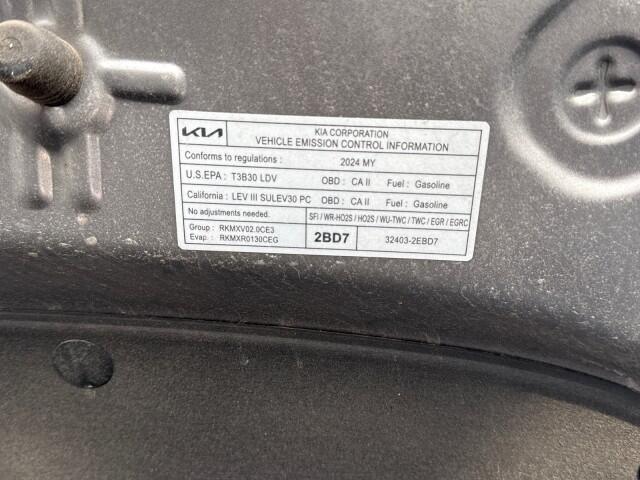 KIA KIA CORPORATION
VEHICLE EMISSION CONTROL INFORMATION
Conforms to regulations : 2024 MY
U.S.EPA : T3B30 LDV OBD : CA II Fuel : Gasoline
California : LEV III SULEV30 PC OBD : CA II Fuel : Gasoline
No adjustments needed. SFI / WR-HO2S / HO2S / WU-TWC / TWC / EGR / EGRC
Group : RKMXV02.0CE3
Evap. : RKMXR0130CEG
2BD7 32403-2EBD7